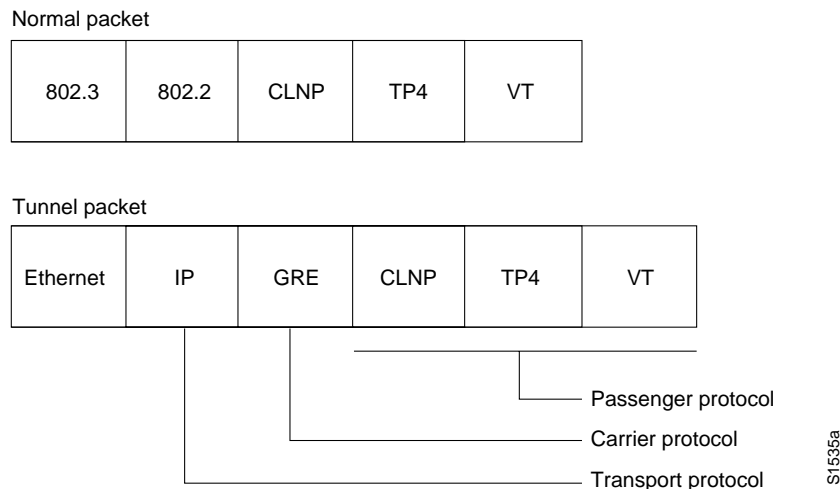 Normal packet
802.3 802.2 CLNP TP4 VT
Tunnel packet
Ethernet IP GRE CLNP TP4 VT
Passenger protocol
Carrier protocol
Transport protocol
S1535a